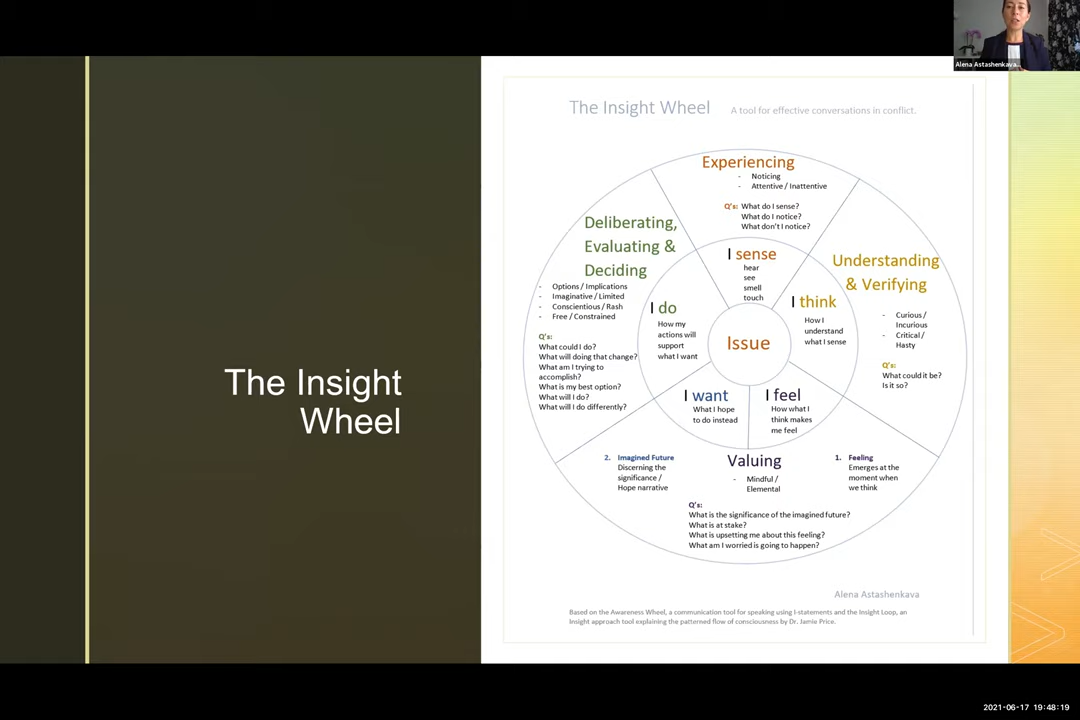 Alena Astashenkava...
The Insight
Wheel
The Insight Wheel
A tool for effective conversations in conflict.
Experiencing
- Noticing
- Attentive / Inattentive
Q's: What do I sense?
What do I notice?
What don't I notice?
Deliberating,
Evaluating &
Deciding
- Options / Implications
- Imaginative / Limited
- Conscientious / Rash
- Free / Constrained
Q's:
What could I do?
What will doing that change?
What am I trying to
accomplish?
What is my best option?
What will I do?
What will I do differently?
Understanding
& Verifying
- Curious /
Incurious
- Critical /
Hasty
Q's:
What could it be?
Is it so?
I sense
hear
see
smell
touch
I think
How I
understand
what I sense
I do
How my
actions will
support
what I want
Issue
I want
What I hope
to do instead
I feel
How what I
think makes
me feel
Valuing
- Mindful /
Elemental
2. Imagined Future
Discerning the
significance /
Hope narrative
1. Feeling
Emerges at the
moment when
we think
Q's:
What is the significance of the imagined future?
What is at stake?
What is upsetting me about this feeling?
What am I worried is going to happen?
Alena Astashenkava
Based on the Awareness Wheel, a communication tool for speaking using I-statements and the Insight Loop, an
Insight approach tool explaining the patterned flow of consciousness by Dr. Jamie Price.
2021-06-17 19:48:19